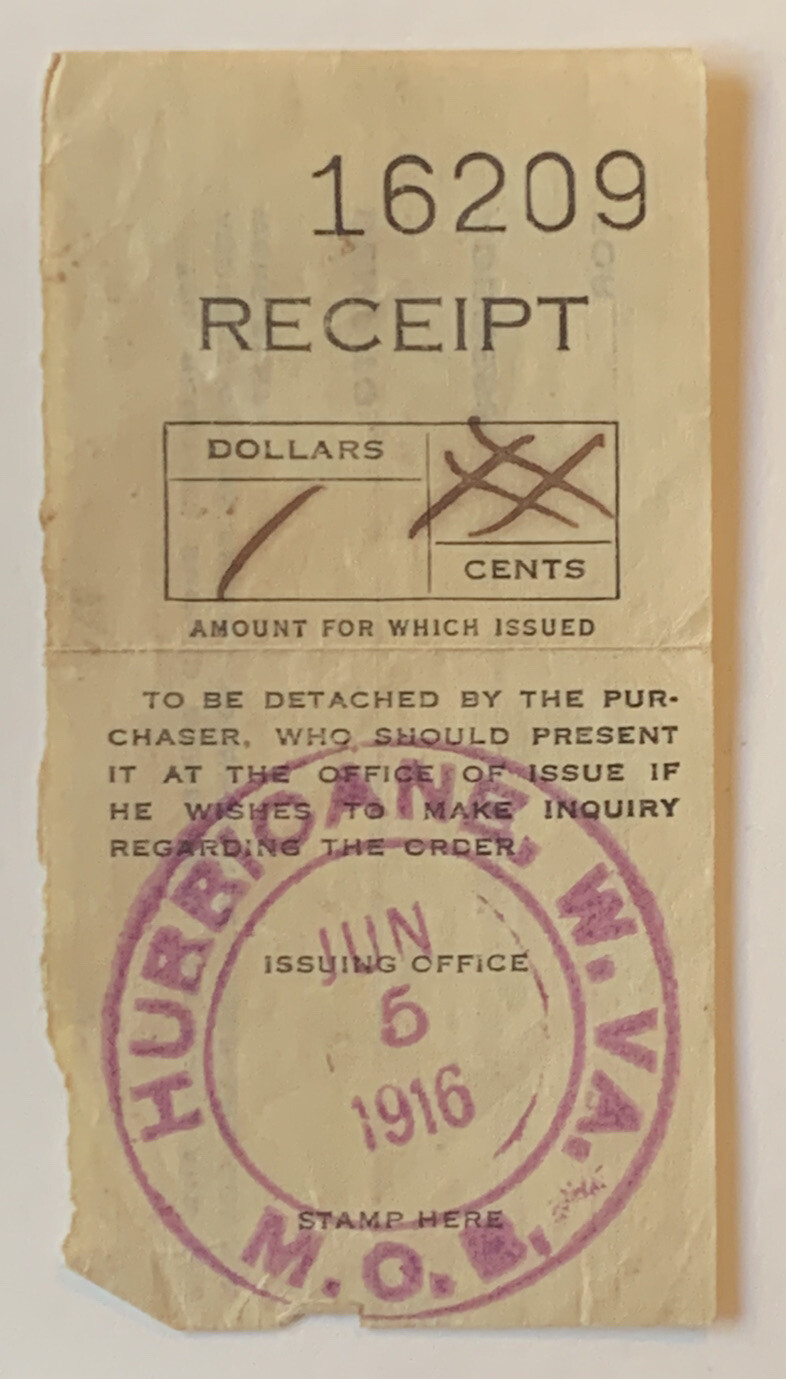 16209
RECEIPT
DOLLARS
1
CENTS
AMOUNT FOR WHICH ISSUED
TO BE DETACHED BY THE PUR-
CHASER, WHO SHOULD PRESENT
IT AT THE OFFICE OF ISSUE IF
HE WISHES TO MAKE INQUIRY
REGARDING THE ORDER.
HURRICANE, W. VA.
JUN
ISSUING OFFICE
5
1916
STAMP HERE
M. O. B.